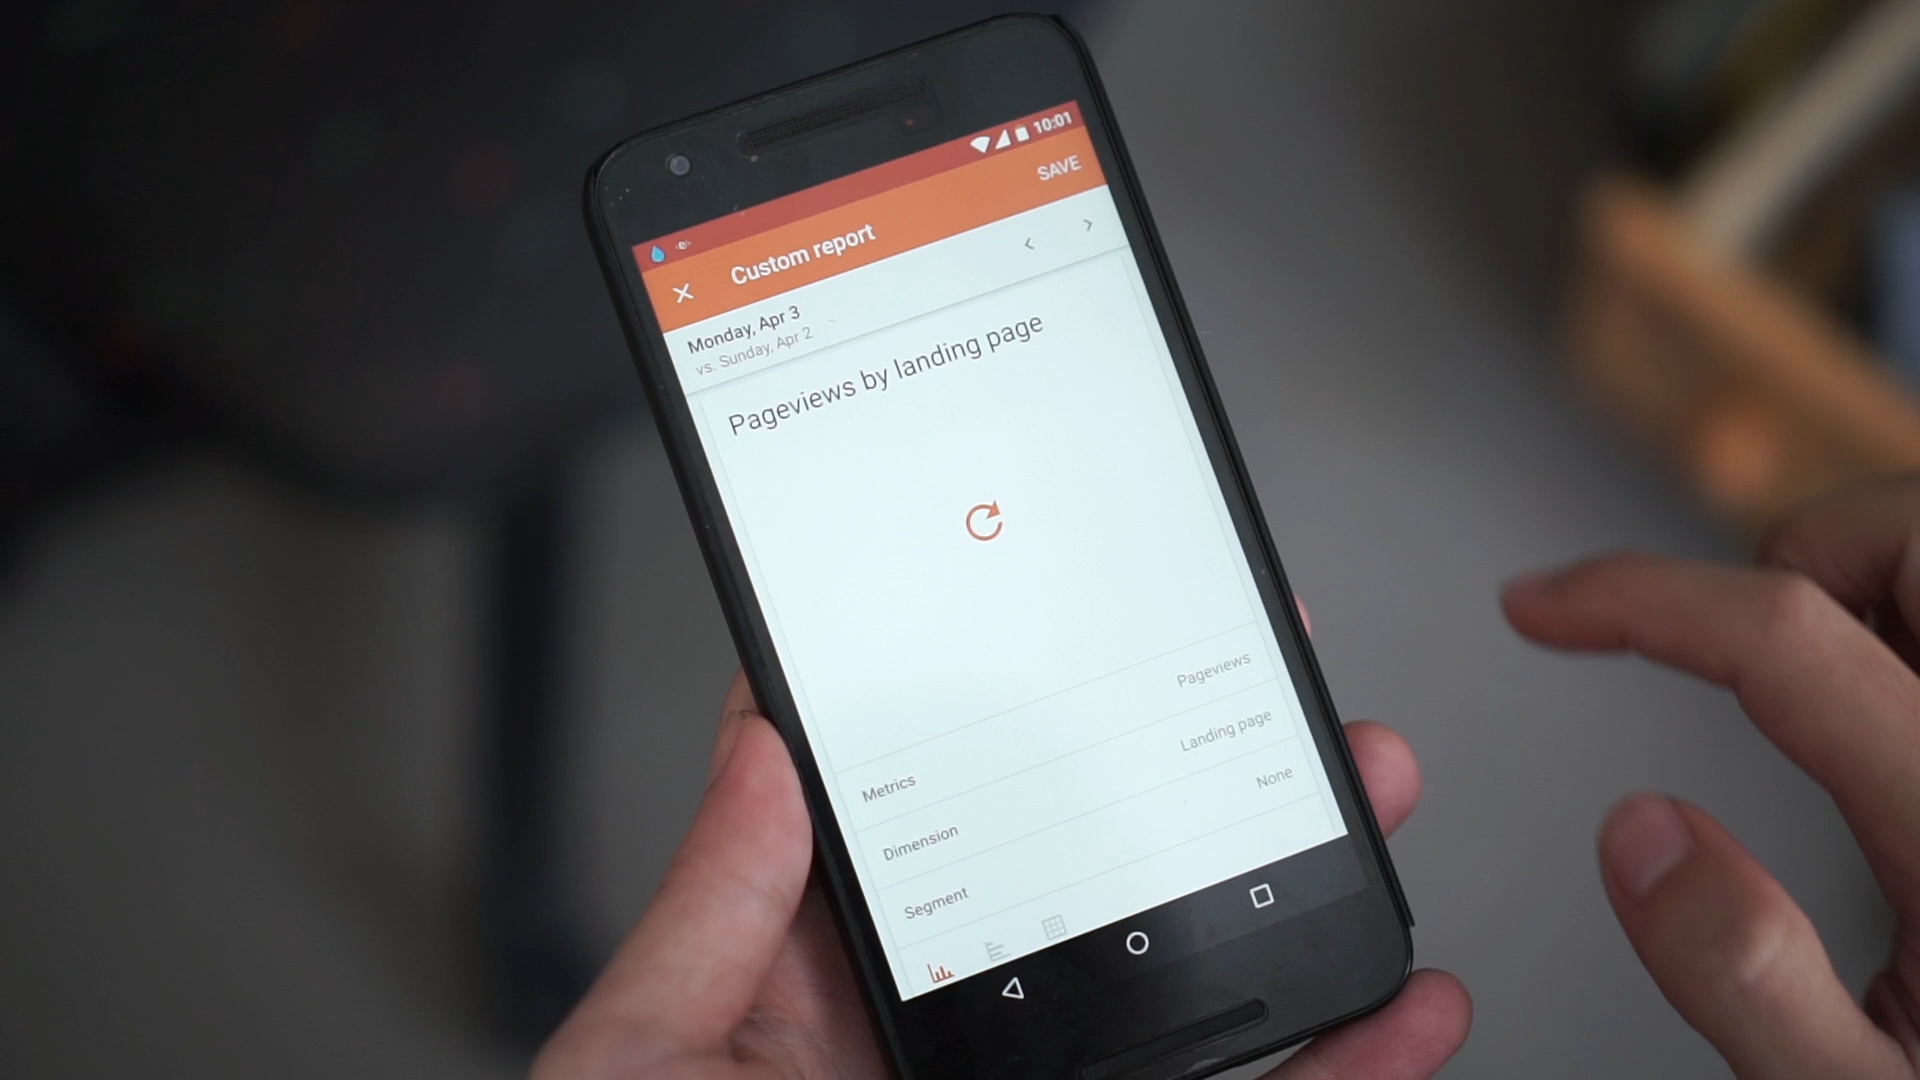 10:01
Custom report
SAVE
Monday, Apr 3
vs. Sunday, Apr 2
Pageviews by landing page
Metrics
Pageviews
Dimension
Landing page
Segment
None